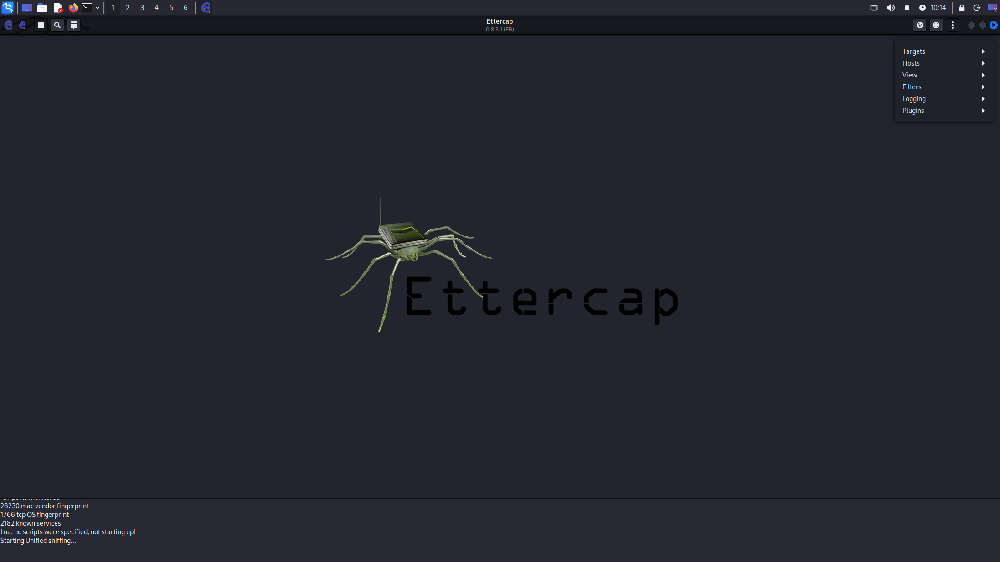 1 2 3 4 5 6
10:14
Ettercap
0.8.3.1 (EB)
Targets
Hosts
View
Filters
Logging
Plugins
Ettercap
28230 mac vendor fingerprint
1766 tcp OS fingerprint
2182 known services
Lua: no scripts were specified, not starting up!
Starting Unified sniffing...